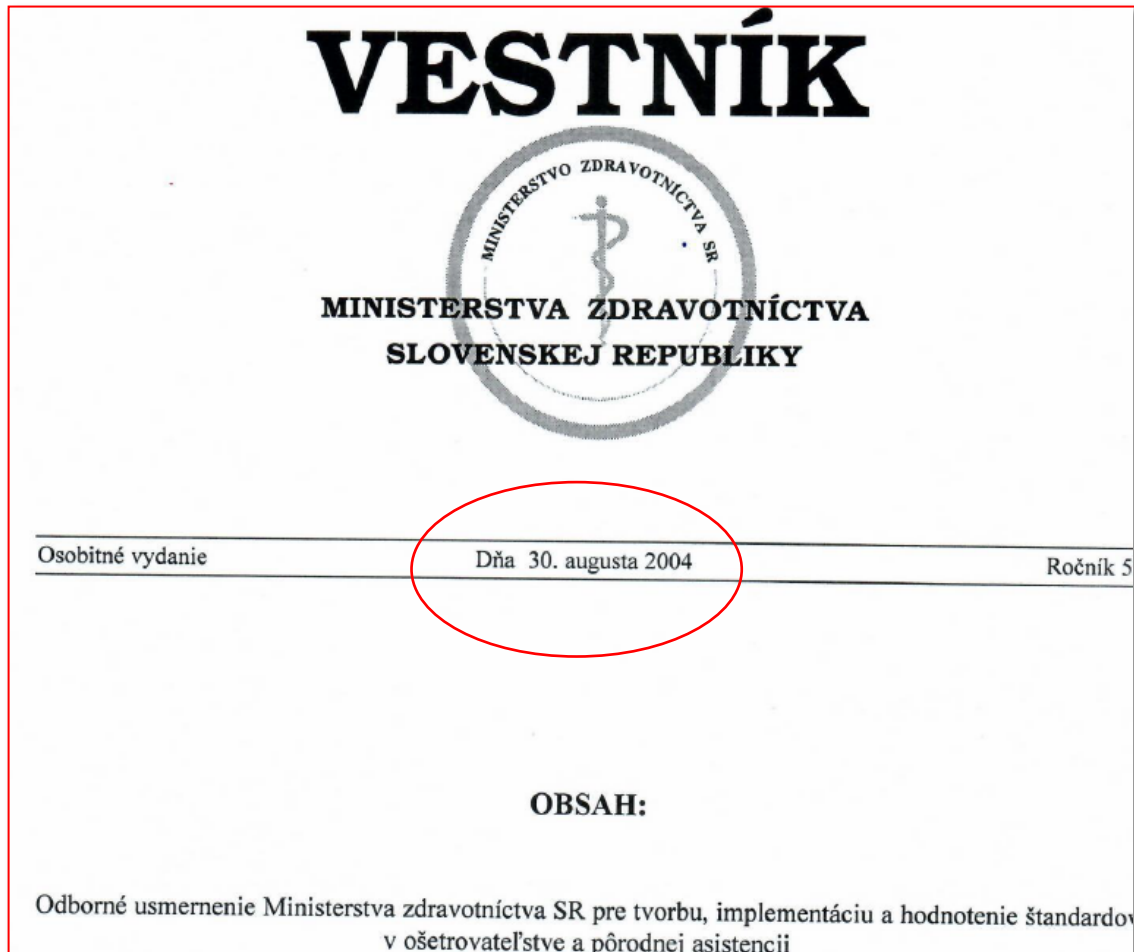 VESTNÍK
MINISTERSTVO ZDRAVOTNÍCTVA SR
MINISTERSTVA ZDRAVOTNÍCTVA
SLOVENSKEJ REPUBLIKY
Osobitné vydanie Dňa 30. augusta 2004 Ročník 5
OBSAH:
Odborné usmernenie Ministerstva zdravotníctva SR pre tvorbu, implementáciu a hodnotenie štandardov
v ošetrovateľstve a pôrodnej asistencii